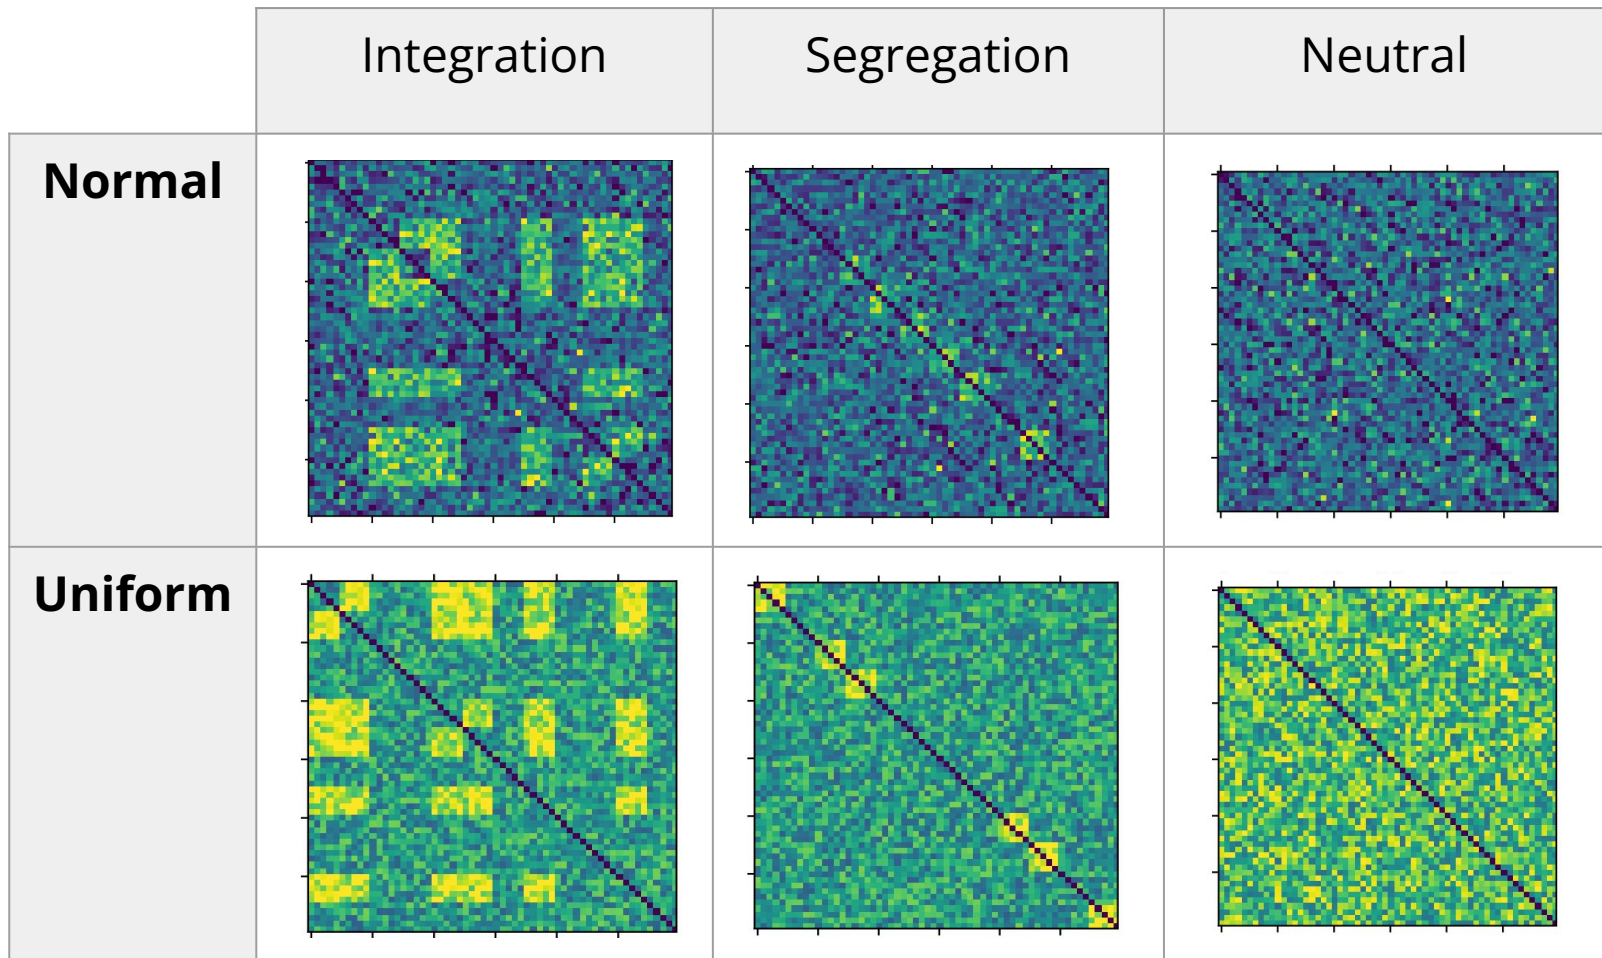 Integration
Segregation
Neutral
Normal
Uniform